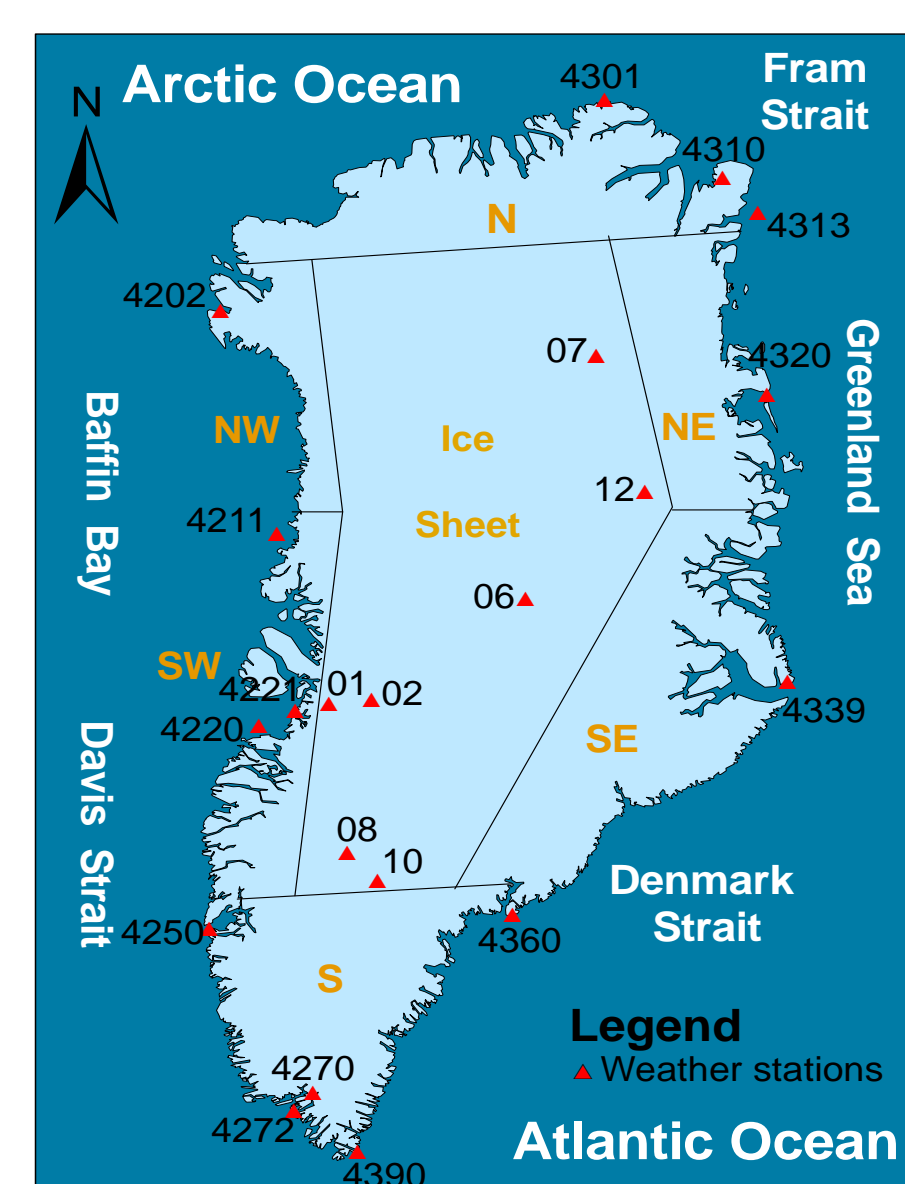 Arctic Ocean
Fram
Strait
N
4301
4310
4313
N
4202
07
4320
Greenland Sea
Baffin Bay
NW
Ice
NE
12
Sheet
4211
06
SW
4221
01
02
4220
4339
SE
Davis Strait
08
10
Denmark
Strait
4250
4360
S
Legend
Weather stations
4270
4272
Atlantic Ocean
4390